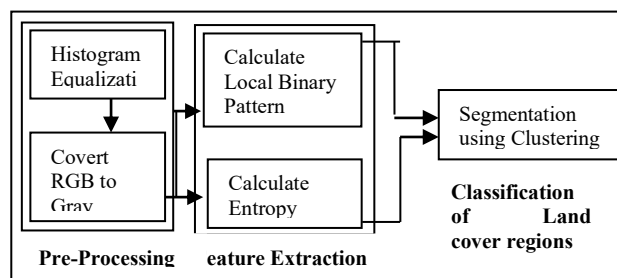 Histogram
Equalizati
Covert
RGB to
Gray
Pre-Processing
Calculate
Local Binary
Pattern
Calculate
Entropy
eature Extraction
Segmentation
using Clustering
Classification
of Land
cover regions